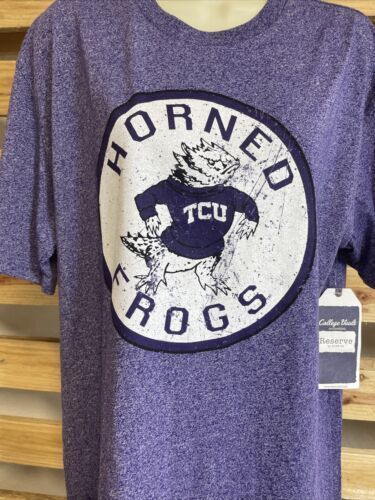 HORNED
TCU
FROGS
College Vault
Reserve